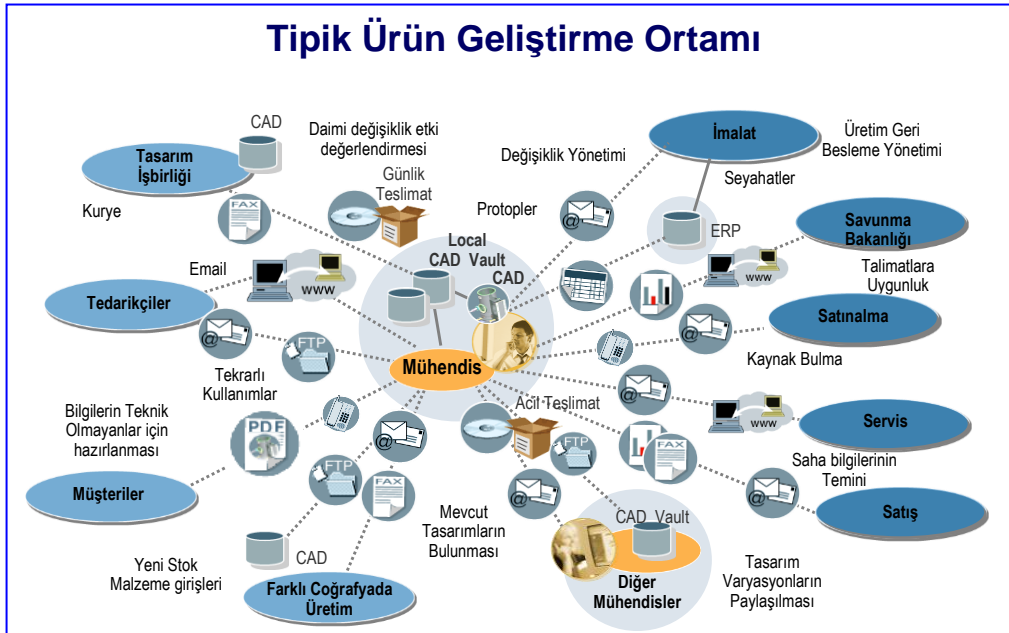 Tipik Ürün Geliştirme Ortamı
CAD
Tasarım
İşbirliği
Daimi değişiklik etki
değerlendirmesi
Günlik
Teslimat
Değişiklik Yönetimi
İmalat
Üretim Geri
Besleme Yönetimi
Seyahatler
Kurye
FAX
Protopler
@
ERP
Savunma
Bakanlığı
Local
CAD Vault
CAD
Email
www
www
Talimatlara
Uygunluk
Tedarikçiler
@
FTP
@
Satınalma
Mühendis
Kaynak Bulma
Tekrarlı
Kullanımlar
Bilgilerin Teknik
Olmayanlar için
hazırlanması
Acil Teslimat
@
www
Servis
PDF
@
FTP
FAX
Saha bilgilerinin
Temini
Müşteriler
FTP
FAX
@
@
Satış
Mevcut
Tasarımların
Bulunması
CAD Vault
Yeni Stok
Malzeme girişleri
CAD
Farklı Coğrafyada
Üretim
Diğer
Mühendisler
Tasarım
Varyasyonların
Paylaşılması